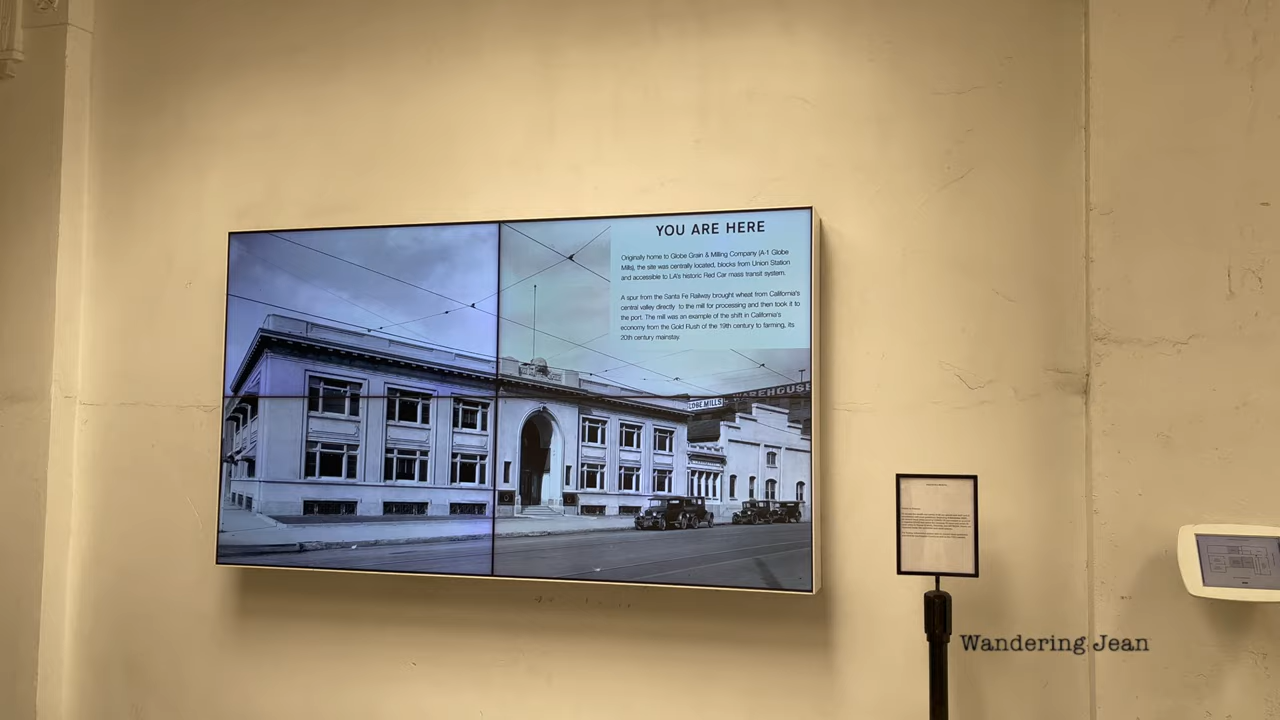 YOU ARE HERE
Originally home to Globe Grain & Milling Company (A-1 Globe
Mills), the site was centrally located, blocks from Union Station
and accessible to LA's historic Red Car mass transit system.
A spur from the Santa Fe Railway brought wheat from California's
central valley directly to the mill for processing and then took it to
the port. The mill was an example of the shift in California's
economy from the Gold Rush of the 19th century to farming, its
20th century mainstay.
GLOBE MILLS
WAREHOUSE
Wandering Jean